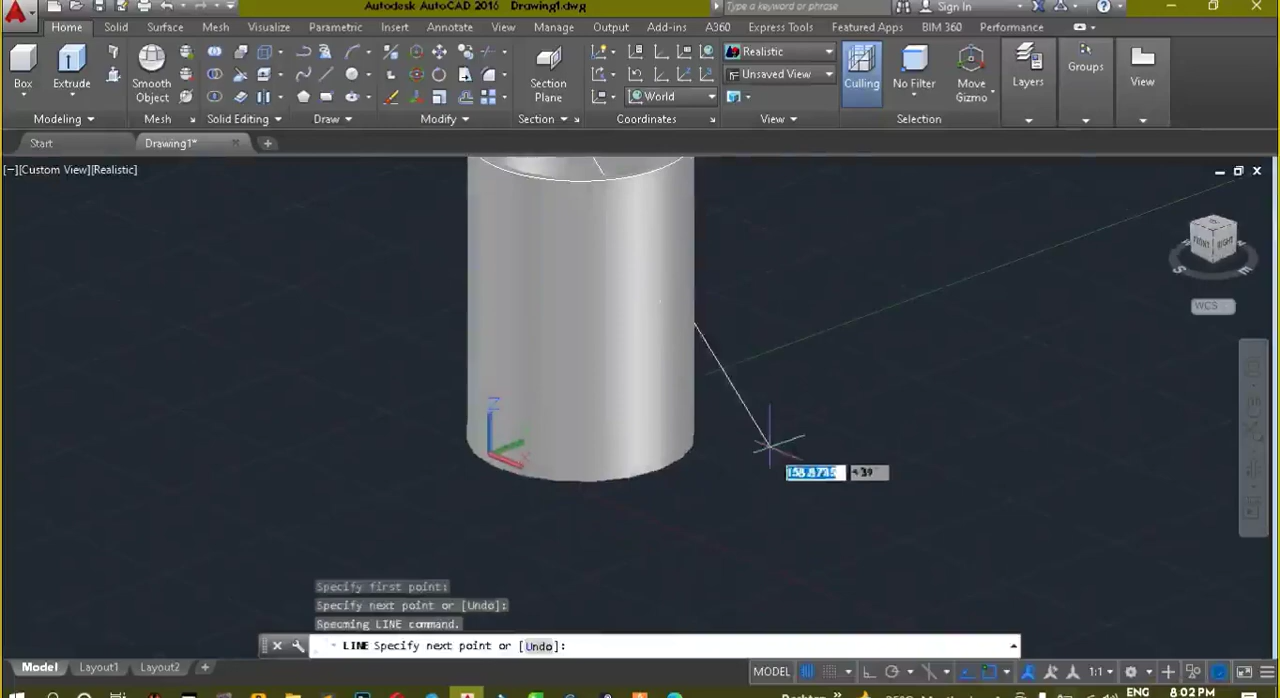 Autodesk AutoCAD 2016 Drawing1.dwg
Type a keyword or phrase
Sign In
Home Solid Surface Mesh Visualize Parametric Insert Annotate View Manage Output Add-ins A360 Express Tools Featured Apps BIM 360 Performance
Realistic
Unsaved View
World
Box
Extrude
Smooth Object
Section Plane
Culling
No Filter
Move Gizmo
Layers
Groups
View
Modeling Mesh Solid Editing Draw Modify Section Coordinates View Selection
Start Drawing1*
[−][Custom View][Realistic]
FRONT RIGHT
S E
WCS
Z
Specify first point:
Specify next point or [Undo]:
LINE Specify next point or [Undo]:
Model Layout1 Layout2
MODEL 1:1
ENG
8:02 PM